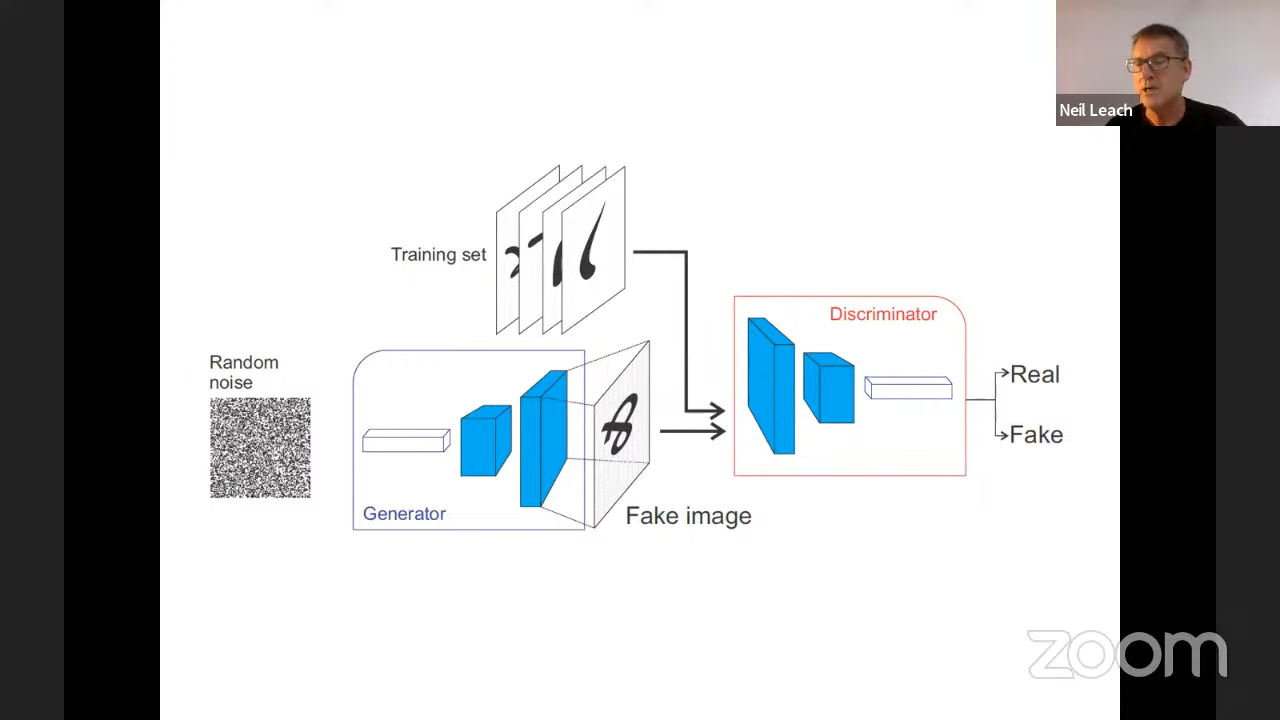 Neil Leach
Training set
Discriminator
Random
noise
Real
Fake
Generator
Fake image
zoom